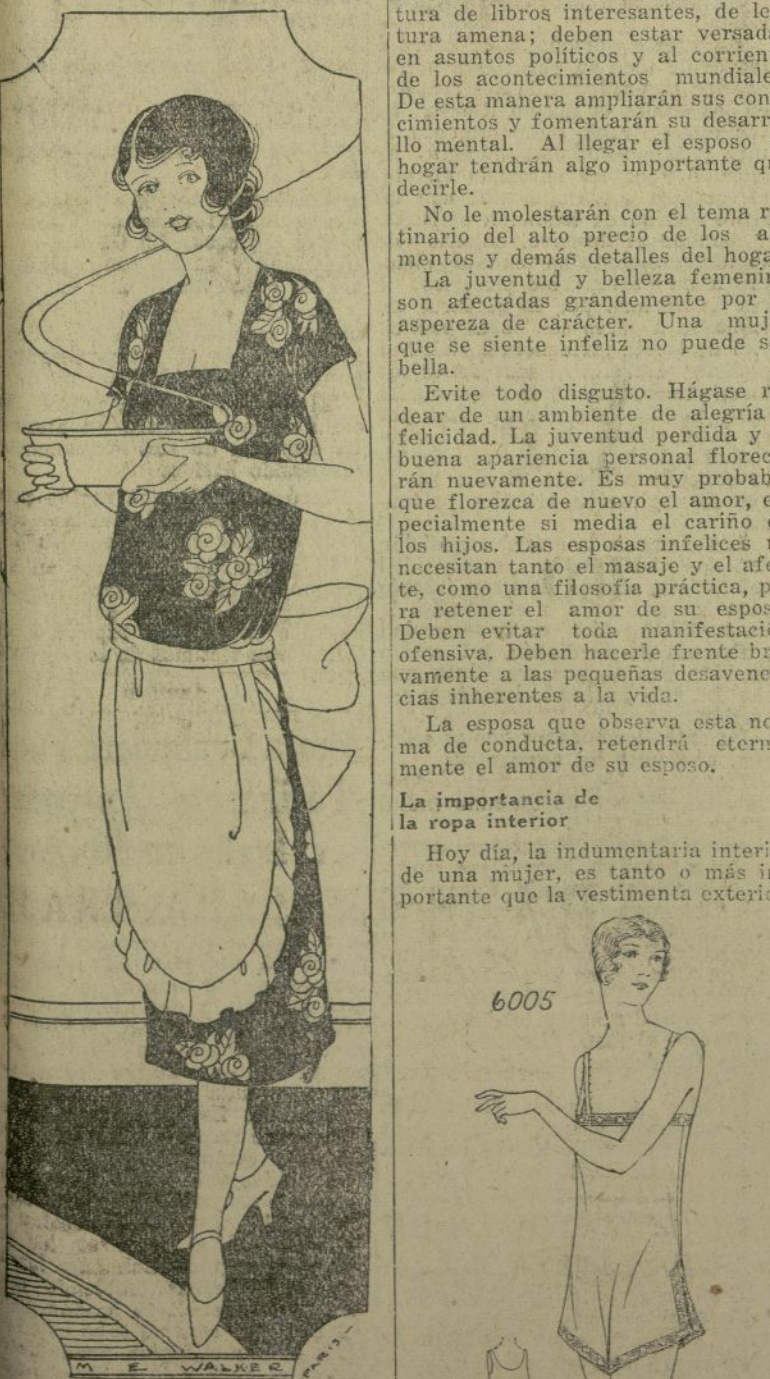 tura de libros interesantes, de lec
tura amena; deben estar versada
en asuntos políticos y al corrien
de los acontecimientos mundiale
De esta manera ampliarán sus con
cimientos y fomentarán su desarr
llo mental. Al llegar el esposo
hogar tendrán algo importante qu
decirle.
No le molestarán con el tema r
tinario del alto precio de los a
mentos y demás detalles del hoga
La juventud y belleza femenin
son afectadas grandemente por
aspereza de carácter. Una muj
que se siente infeliz no puede s
bella.
Evite todo disgusto. Hágase r
dear de un ambiente de alegría
felicidad. La juventud perdida y
buena apariencia personal florec
rán nuevamente. Es muy probab
que florezca de nuevo el amor, e
pecialmente si media el cariño
los hijos. Las esposas infelices
necesitan tanto el masaje y el afe
te, como una filosofía práctica, p
ra retener el amor de su espos
Deben evitar toda manifestació
ofensiva. Deben hacerle frente br
vamente a las pequeñas desavene
cias inherentes a la vida.
La esposa que observa esta no
ma de conducta, retendrá etern
mente el amor de su esposo.
La importancia de
la ropa interior
Hoy día, la indumentaria interi
de una mujer, es tanto o más i
portante que la vestimenta exteri
6005
M. E WALKER PARIS